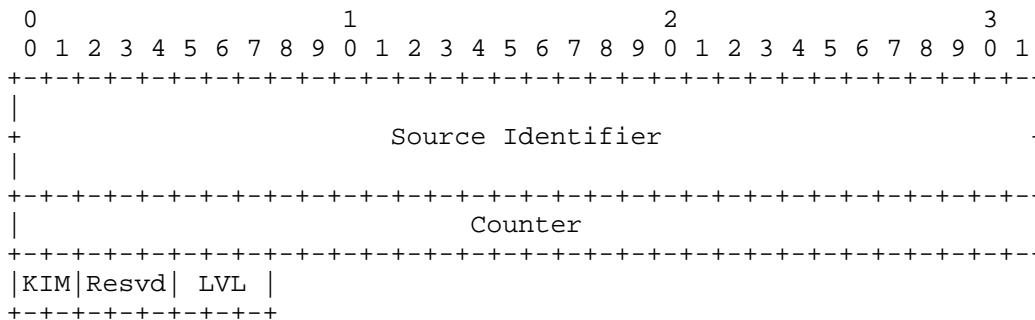 0                   1                   2                   3
 0 1 2 3 4 5 6 7 8 9 0 1 2 3 4 5 6 7 8 9 0 1 2 3 4 5 6 7 8 9 0 1
+-+-+-+-+-+-+-+-+-+-+-+-+-+-+-+-+-+-+-+-+-+-+-+-+-+-+-+-+-+-+-+-
|
+                       Source Identifier                       -
|
+-+-+-+-+-+-+-+-+-+-+-+-+-+-+-+-+-+-+-+-+-+-+-+-+-+-+-+-+-+-+-+-
|                            Counter
+-+-+-+-+-+-+-+-+-+-+-+-+-+-+-+-+-+-+-+-+-+-+-+-+-+-+-+-+-+-+-+-
|KIM|Resvd| LVL |
+-+-+-+-+-+-+-+-+